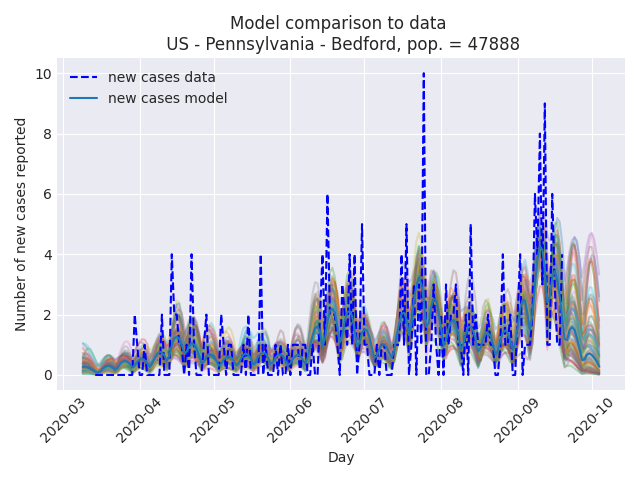 Model comparison to data
US - Pennsylvania - Bedford, pop. = 47888
new cases data
new cases model
Number of new cases reported
10
8
6
4
2
0
2020-03
2020-04
2020-05
2020-06
2020-07
2020-08
2020-09
2020-10
Day